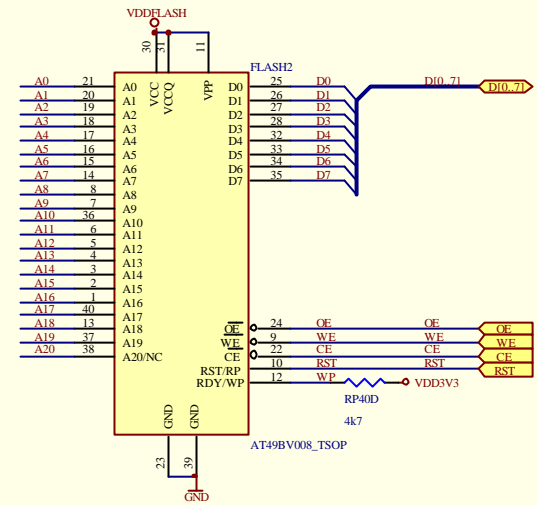 VDDFLASH
30 31 11
VCC VCCQ VPP
FLASH2
A0 21 A0 D0 25 D0 D[0..7] D[0..7]
A1 20 A1 D1 26 D1
A2 19 A2 D2 27 D2
A3 18 A3 D3 28 D3
A4 17 A4 D4 32 D4
A5 16 A5 D5 33 D5
A6 15 A6 D6 34 D6
A7 14 A7 D7 35 D7
A8 8 A8
A9 7 A9
A10 36 A10
A11 6 A11
A12 5 A12
A13 4 A13
A14 3 A14
A15 2 A15
A16 1 A16
A17 40 A17
A18 13 A18 OE 24 OE OE OE
A19 37 A19 WE 9 WE WE WE
A20 38 A20/NC CE 22 CE CE CE
RST/RP 10 RST RST RST
RDY/WP 12 WP VDD3V3
RP40D
4k7
GND GND
23 39
AT49BV008_TSOP
GND